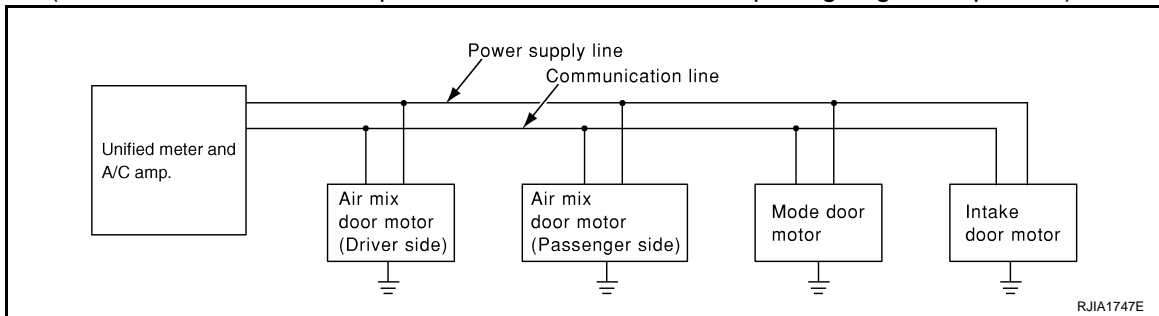 Power supply line
Communication line
Unified meter and
A/C amp.
Air mix
door motor
(Driver side)
Air mix
door motor
(Passenger side)
Mode door
motor
Intake
door motor
RJIA1747E